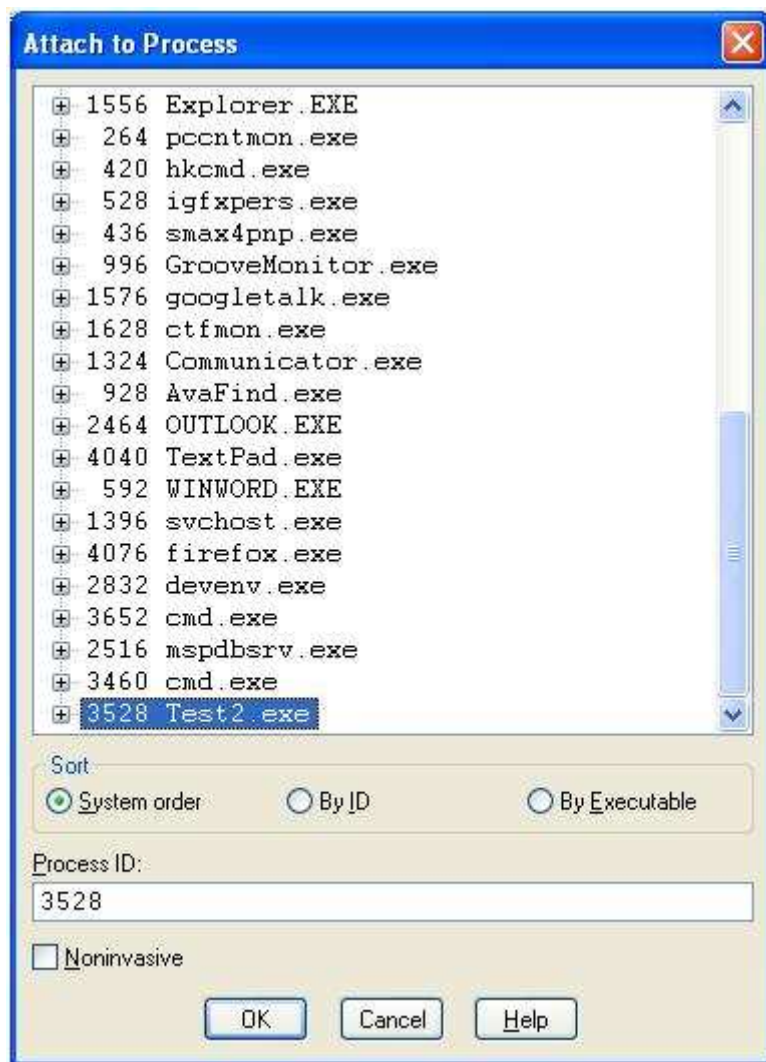 Attach to Process
1556 Explorer.EXE
264 pccntmon.exe
420 hkcmd.exe
528 igfxpers.exe
436 smax4pnp.exe
996 GrooveMonitor.exe
1576 googletalk.exe
1628 ctfmon.exe
1324 Communicator.exe
928 AvaFind.exe
2464 OUTLOOK.EXE
4040 TextPad.exe
592 WINWORD.EXE
1396 svchost.exe
4076 firefox.exe
2832 devenv.exe
3652 cmd.exe
2516 mspdbsrv.exe
3460 cmd.exe
3528 Test2.exe
Sort
System order By ID By Executable
Process ID:
3528
Noninvasive
OK Cancel Help